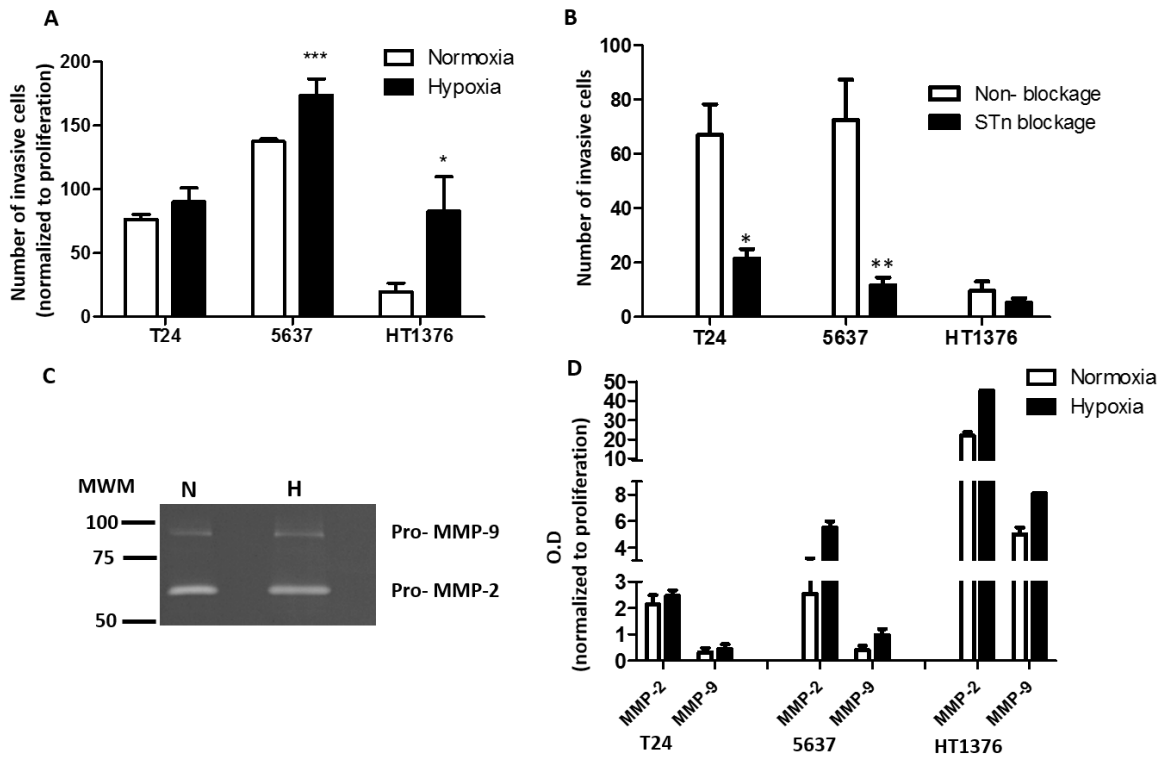 A
Number of invasive cells
(normalized to proliferation)
200
150
100
50
0
***
*
Normoxia
Hypoxia
T24 5637 HT1376
B
Number of invasive cells
100
80
60
40
20
0
*
**
Non- blockage
STn blockage
T24 5637 HT1376
C
MWM N H
100
75
50
Pro- MMP-9
Pro- MMP-2
D
O.D
(normalized to proliferation)
50
40
30
20
10
8
6
4
3
2
1
0
Normoxia
Hypoxia
MMP-2 MMP-9 MMP-2 MMP-9 MMP-2 MMP-9
T24 5637 HT1376